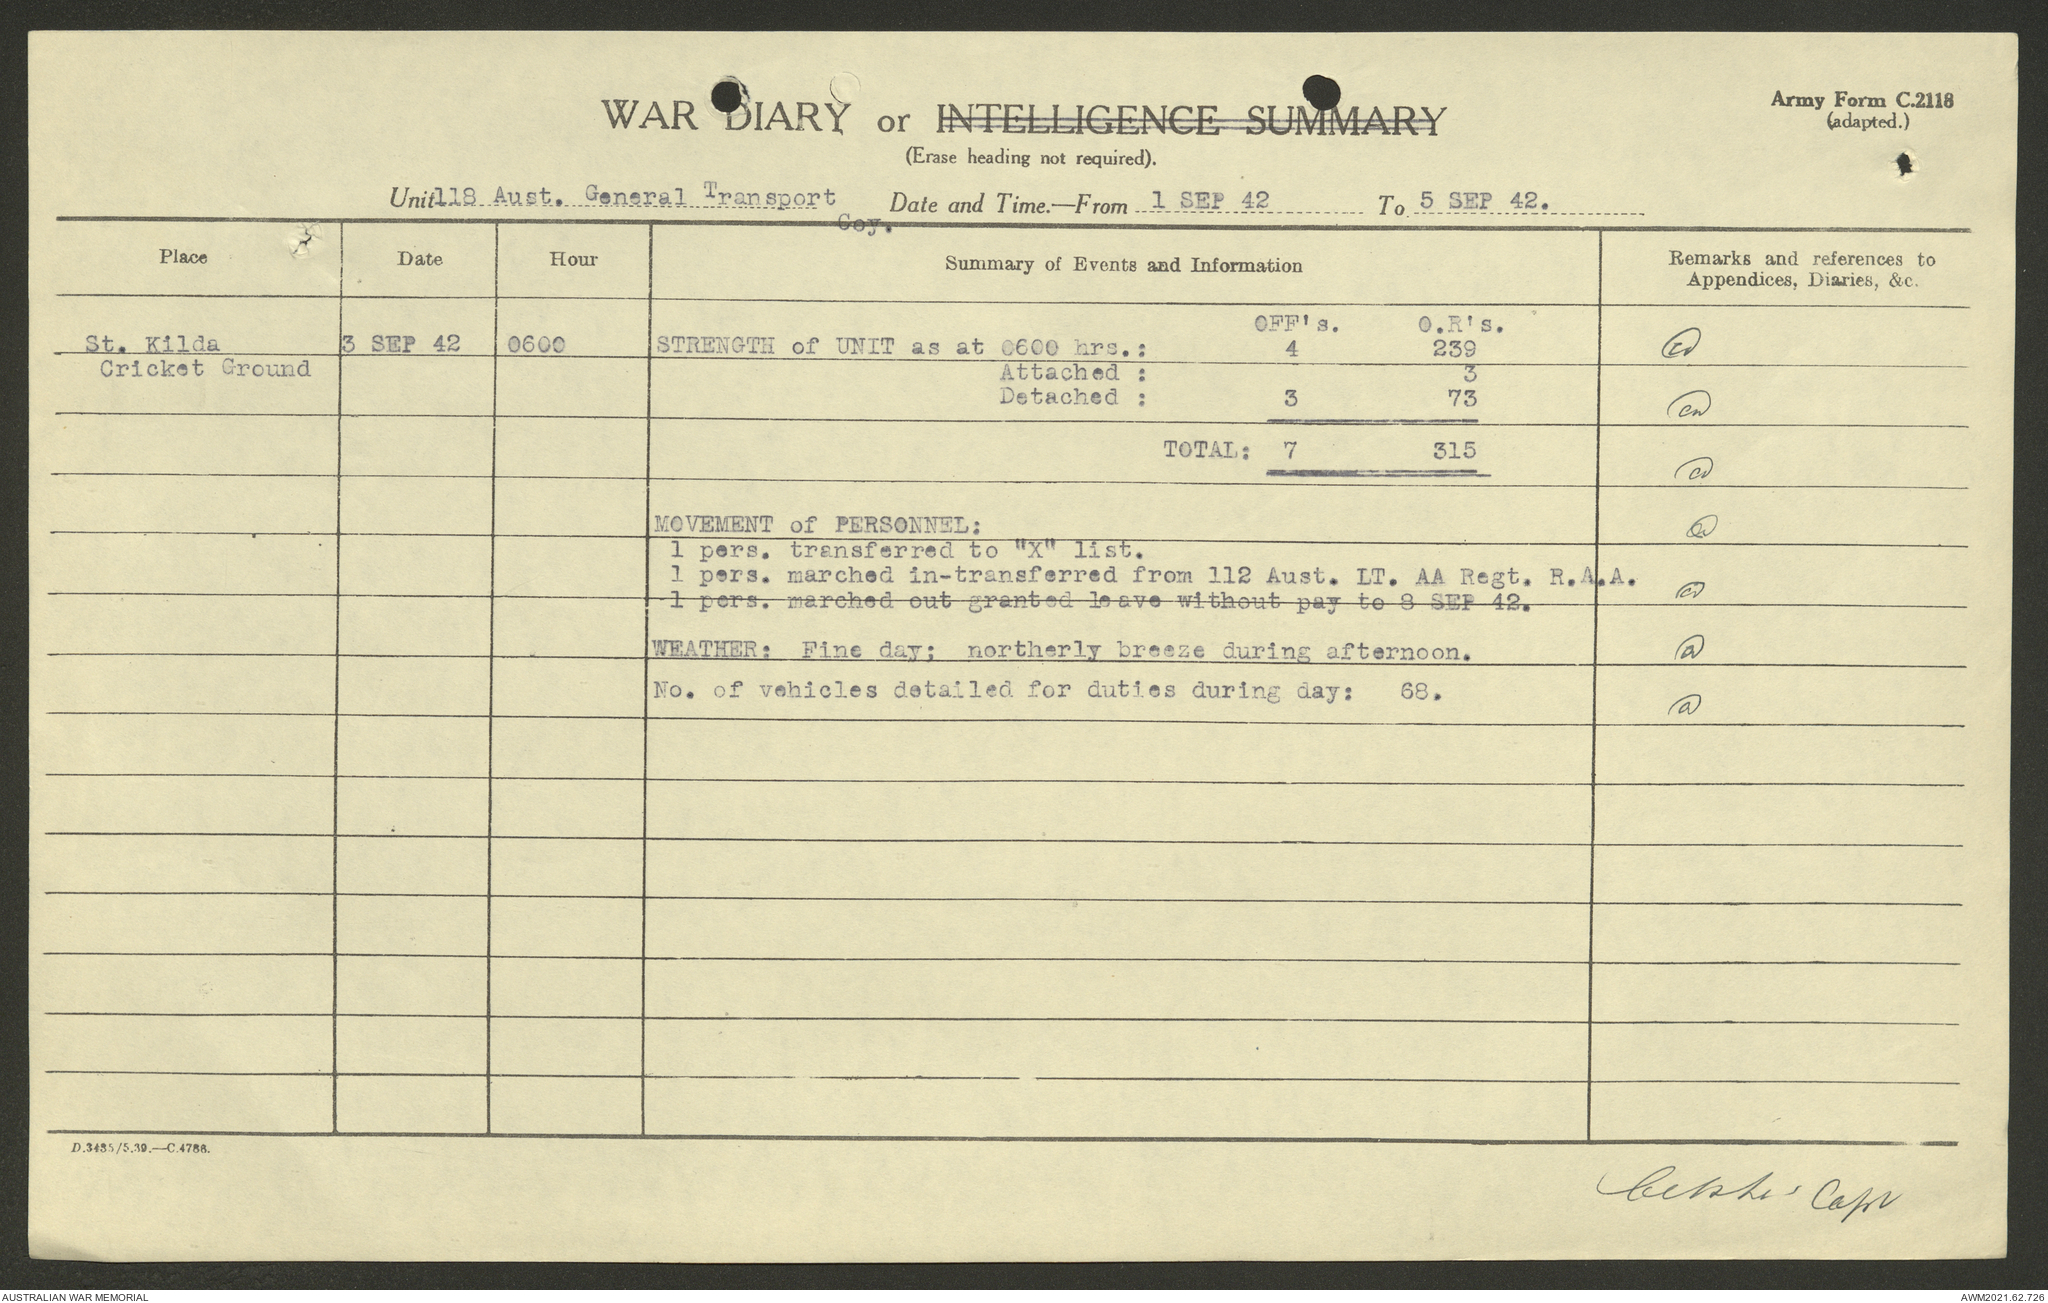 WAR DIARY or INTELLIGENCE SUMMARY
Army Form C.2118
(adapted.)
(Erase heading not required).
Unit 118 Aust. General Transport Coy. Date and Time.—From 1 SEP 42 To 5 SEP 42.
Place Date Hour Summary of Events and Information Remarks and references to
Appendices, Diaries, &c.
OFF's. O.R's.
St. Kilda 3 SEP 42 0600 STRENGTH of UNIT as at 0600 hrs.: 4 239
Cricket Ground Attached : 3
Detached : 3 73
TOTAL: 7 315
MOVEMENT of PERSONNEL:
1 pers. transferred to "X" list.
1 pers. marched in-transferred from 112 Aust. LT. AA Regt. R.A.A.
1 pers. marched out granted leave without pay to 8 SEP 42.
WEATHER: Fine day; northerly breeze during afternoon.
No. of vehicles detailed for duties during day: 68.
D.3435/5.39.—C.4786.
Capt
AUSTRALIAN WAR MEMORIAL
AWM2021.62.726